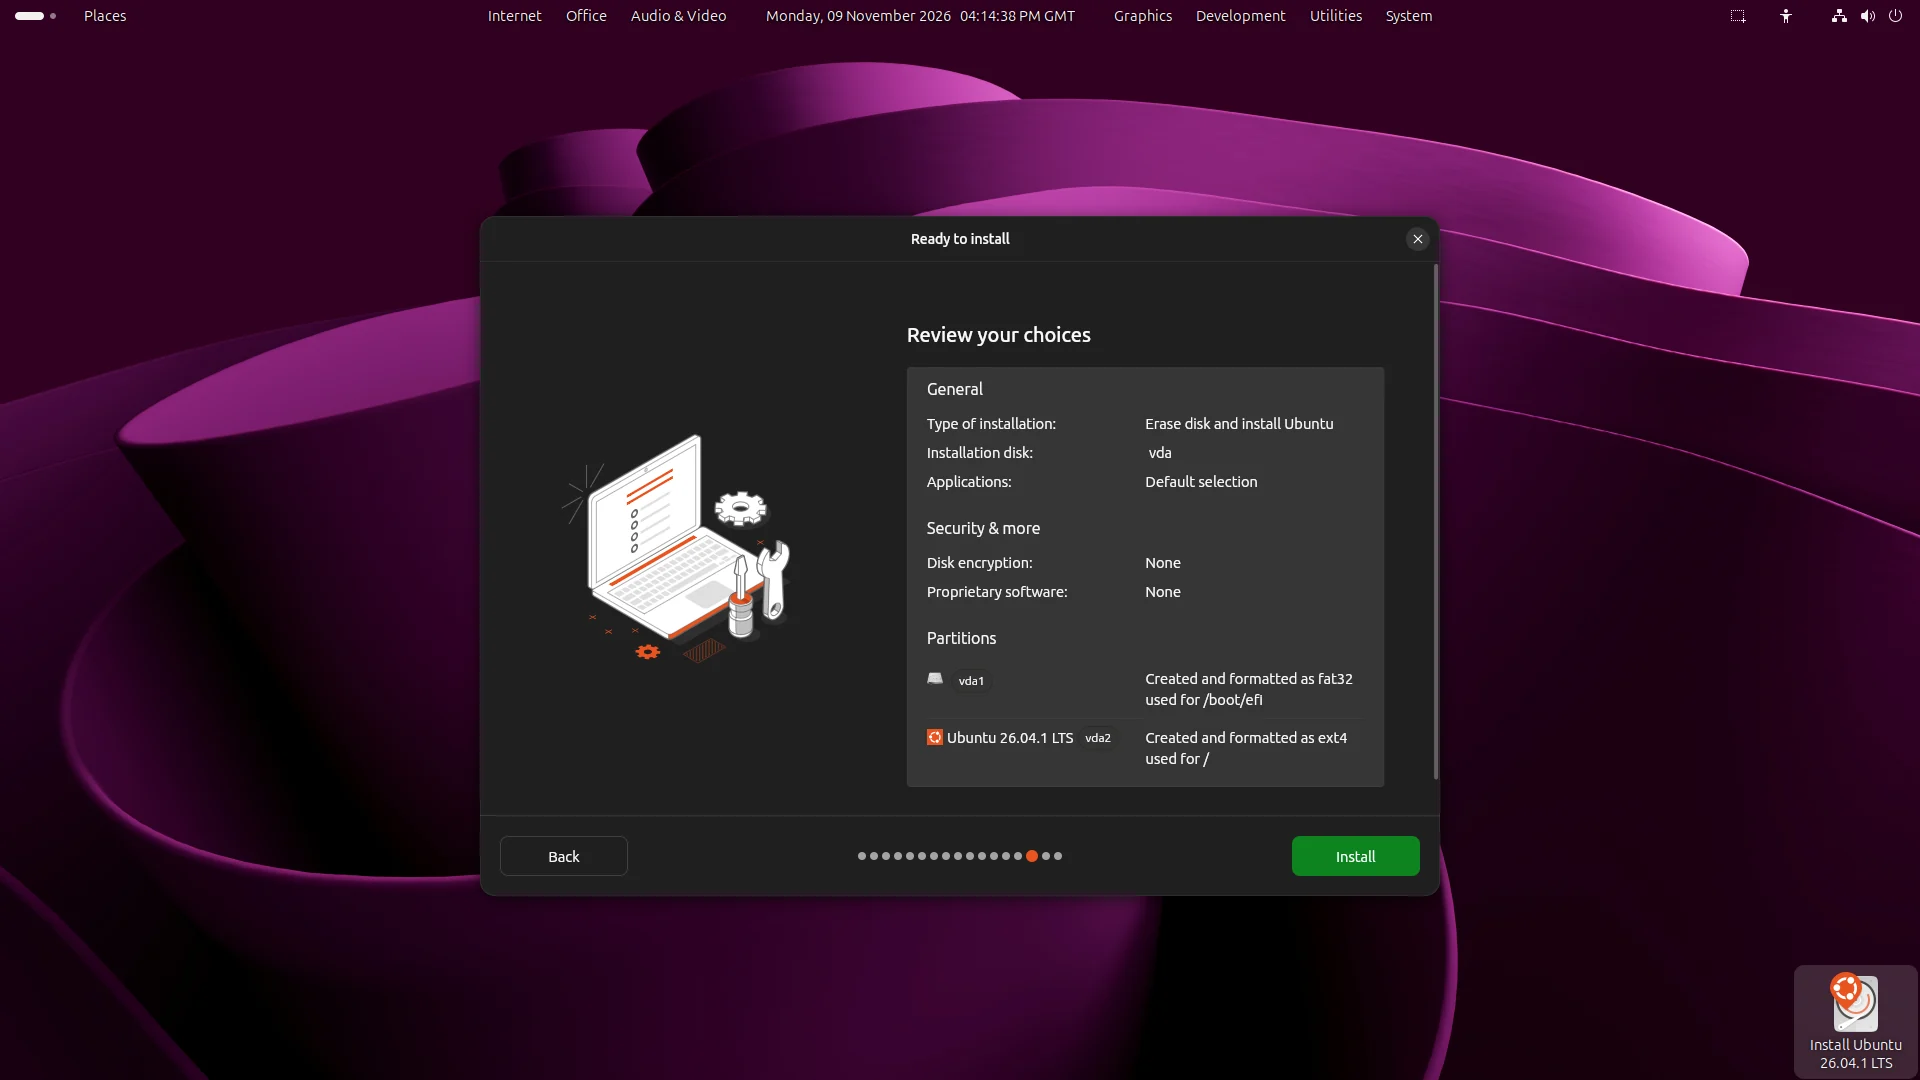 Places
Internet Office Audio & Video Monday, 09 November 2026 04:14:38 PM GMT Graphics Development Utilities System
Ready to install
Review your choices
General
Type of installation: Erase disk and install Ubuntu
Installation disk: vda
Applications: Default selection
Security & more
Disk encryption: None
Proprietary software: None
Partitions
vda1 Created and formatted as fat32
used for /boot/efi
Ubuntu 26.04.1 LTS vda2 Created and formatted as ext4
used for /
Back
Install
Install Ubuntu
26.04.1 LTS